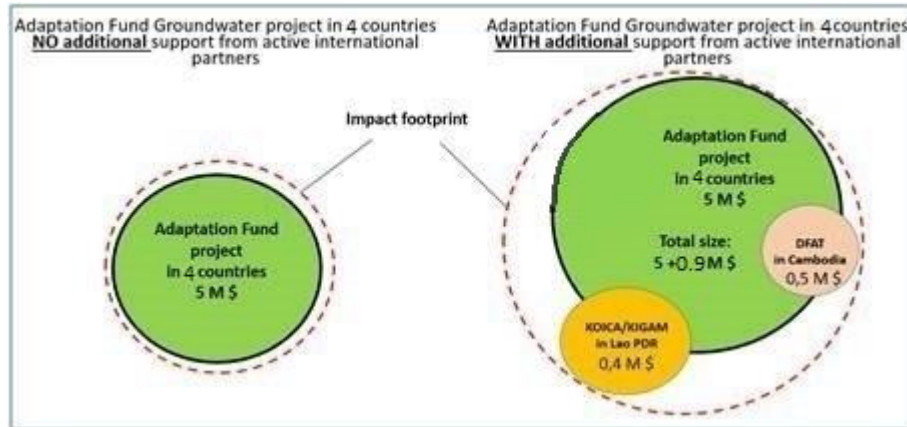 Adaptation Fund Groundwater project in 4 countries
NO additional support from active international
partners
Adaptation Fund Groundwater project in 4 countries
WITH additional support from active international
partners
Impact footprint
Adaptation Fund
project
in 4 countries
5 M $
Adaptation Fund
project
in 4 countries
5 M $
Total size:
5 +0.9 M $
DFAT
in Cambodia
0,5 M $
KOICA/KIGAM
in Lao PDR
0,4 M $